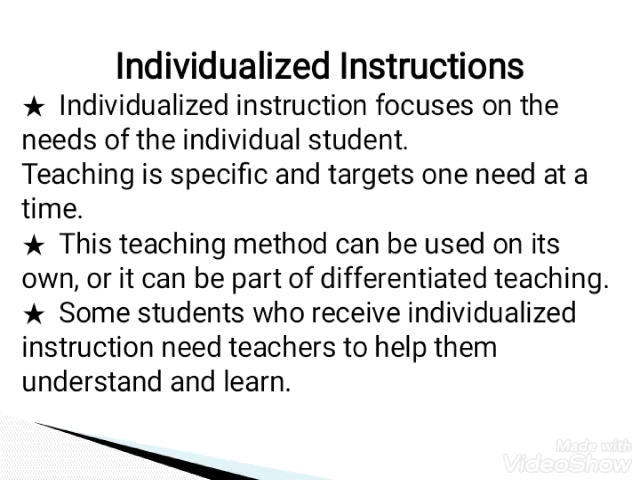 Individualized Instructions
★ Individualized instruction focuses on the
needs of the individual student.
Teaching is specific and targets one need at a
time.
★ This teaching method can be used on its
own, or it can be part of differentiated teaching.
★ Some students who receive individualized
instruction need teachers to help them
understand and learn.
Made with
VideoShow